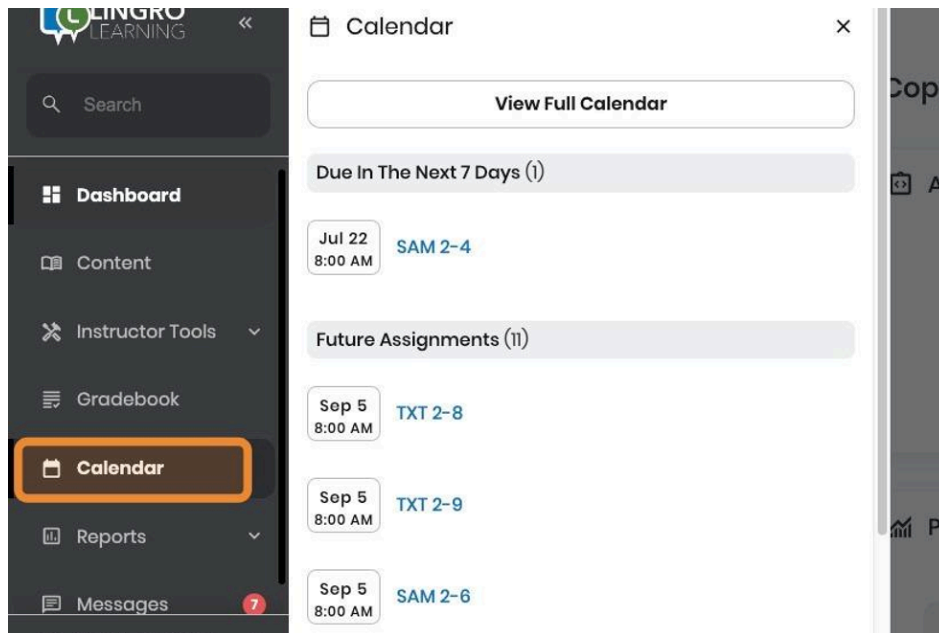 LINGRO
LEARNING
Search
Dashboard
Content
Instructor Tools
Gradebook
Calendar
Reports
Messages
7
Calendar
View Full Calendar
Due In The Next 7 Days (1)
Jul 22
8:00 AM
SAM 2-4
Future Assignments (11)
Sep 5
8:00 AM
TXT 2-8
Sep 5
8:00 AM
TXT 2-9
Sep 5
8:00 AM
SAM 2-6
Cop
A
P